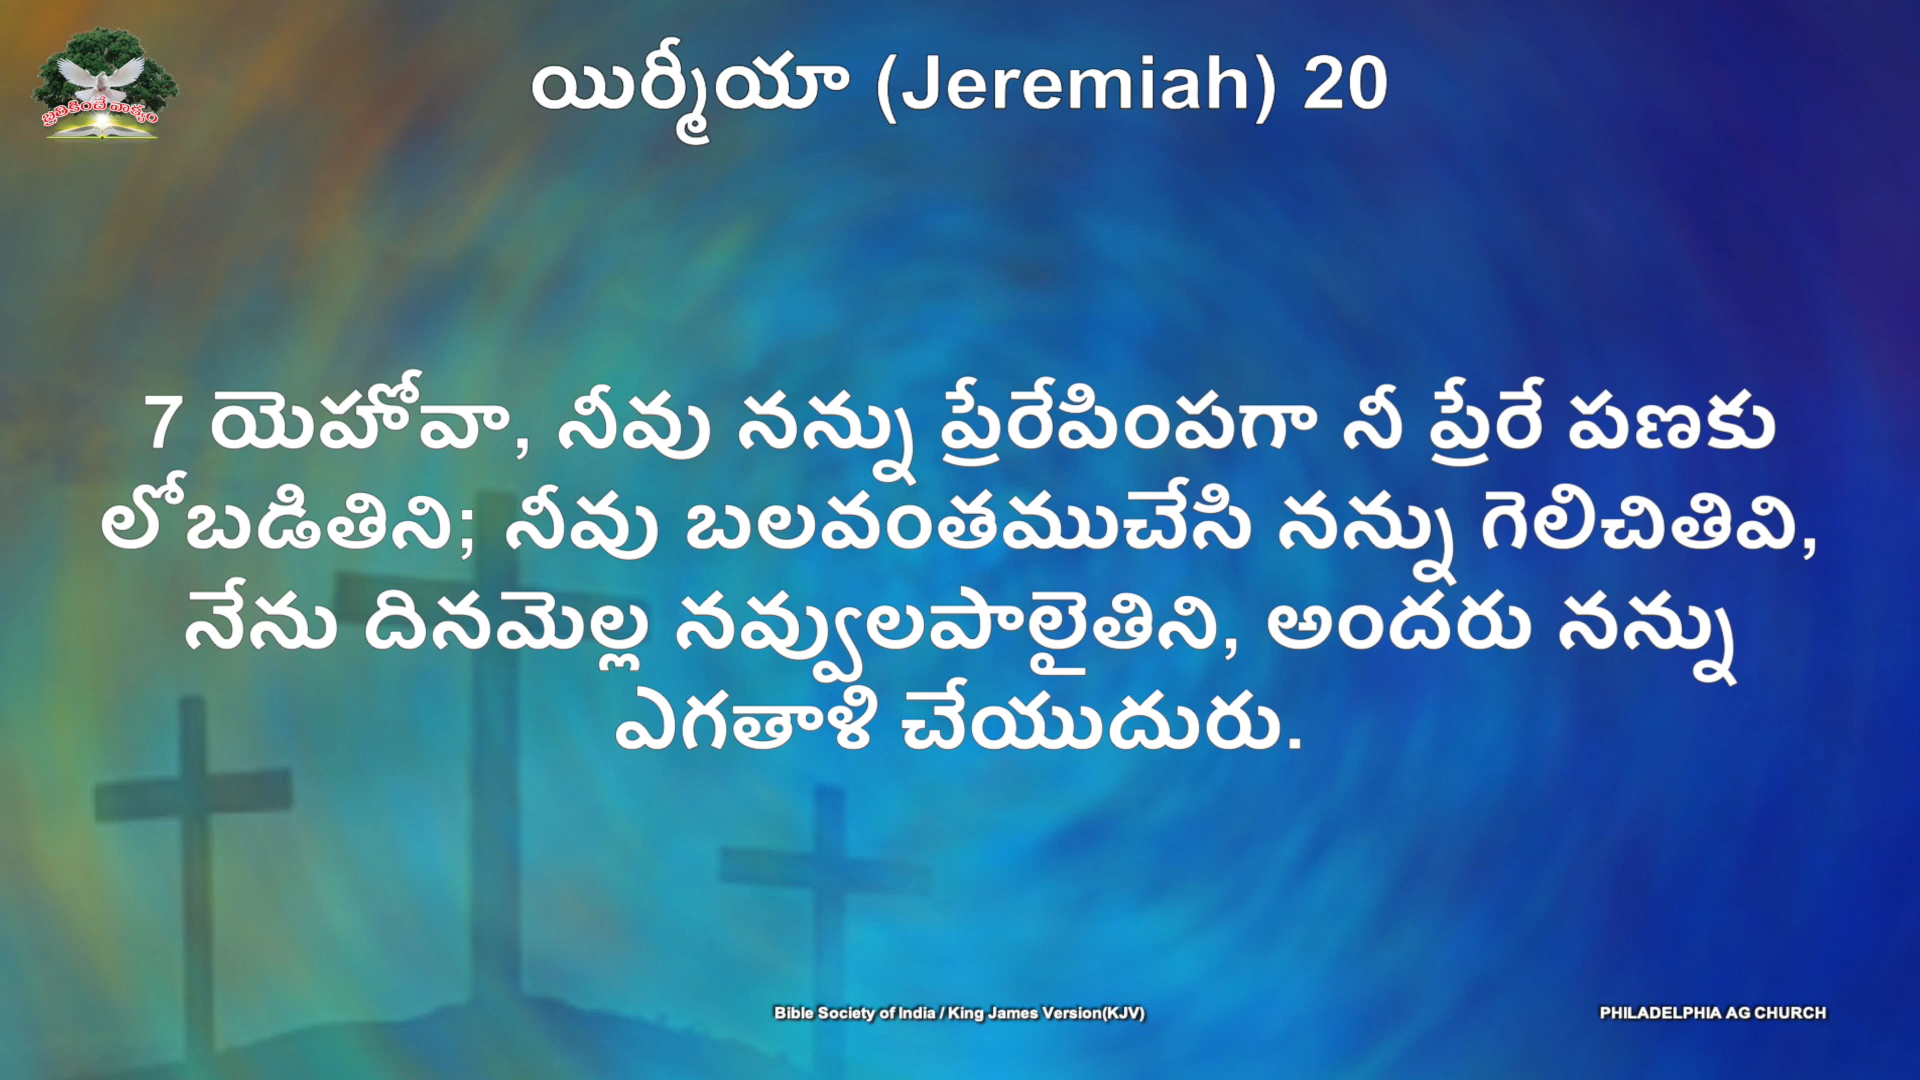 యిర్మీయా (Jeremiah) 20
బ్రతికించే వాక్యం
7 యెహోవా, నీవు నన్ను ప్రేరేపింపగా నీ ప్రేరే పణకు
లోబడితిని; నీవు బలవంతముచేసి నన్ను గెలిచితివి,
నేను దినమెల్ల నవ్వులపాలైతిని, అందరు నన్ను
ఎగతాళి చేయుదురు.
Bible Society of India / King James Version(KJV)
PHILADELPHIA AG CHURCH